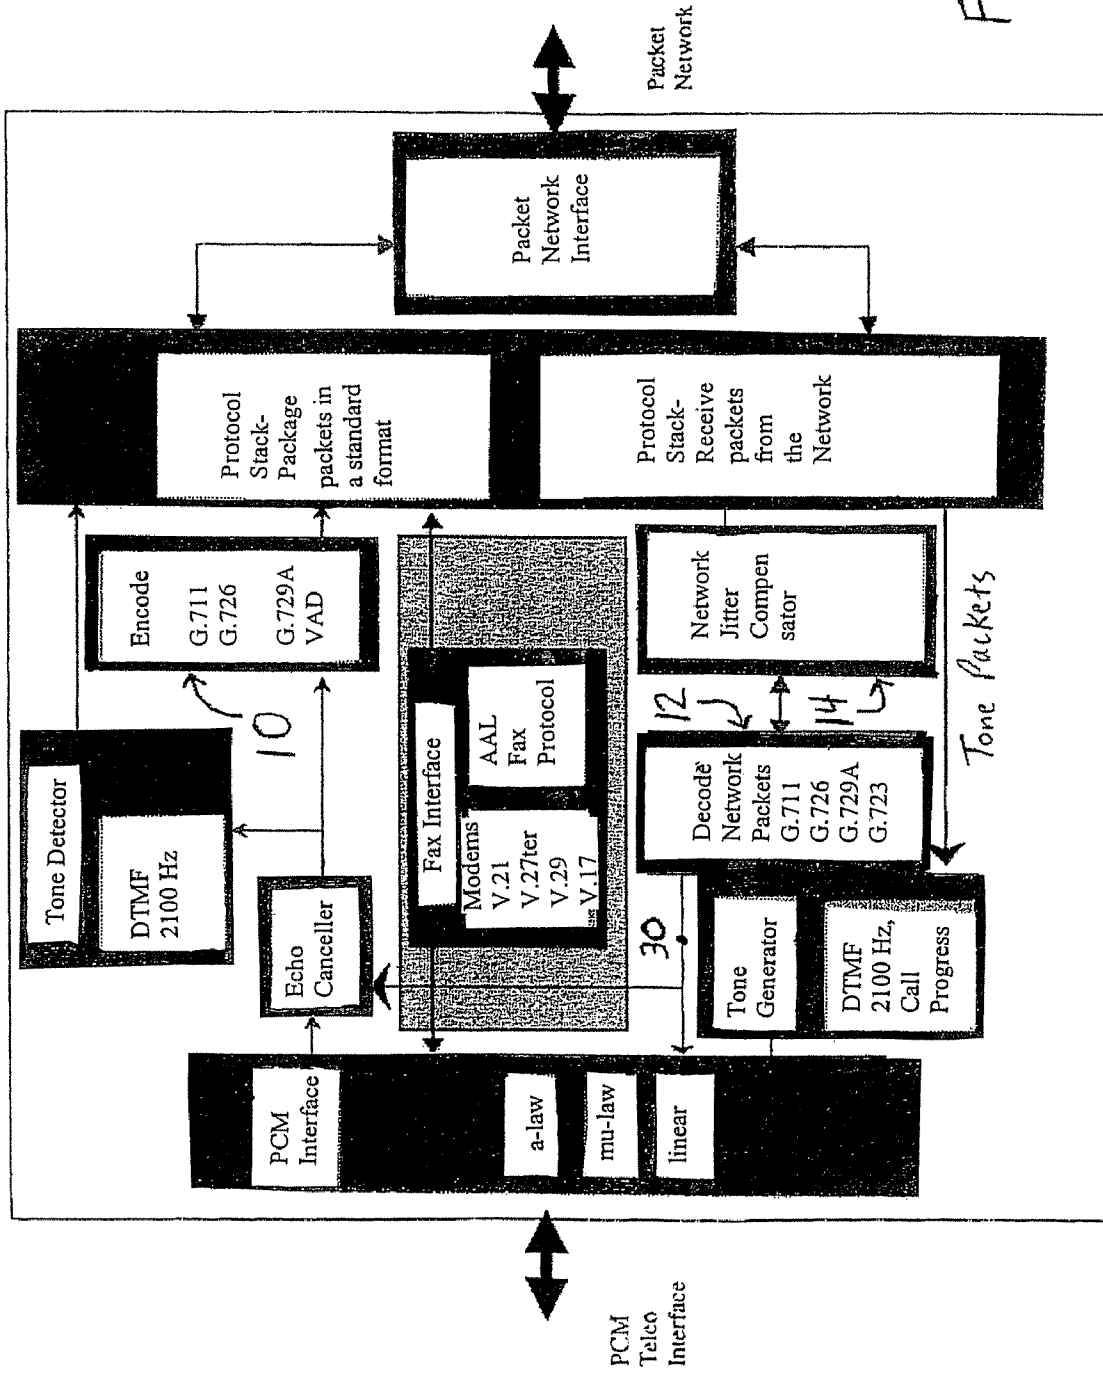 PCM
Telco
Interface
PCM
Interface
a-law
mu-law
linear
Tone Detector
DTMF
2100 Hz
Echo
Canceller
10
Encode
G.711
G.726
G.729A
VAD
Fax Interface
Modems
V.21
V.27ter
V.29
V.17
AAL
Fax
Protocol
30
12
14
Tone
Generator
DTMF
2100 Hz,
Call
Progress
Decode
Network
Packets
G.711
G.726
G.729A
G.723
Network
Jitter
Compen
sator
Tone Packets
Protocol
Stack-
Package
packets in
a standard
format
Protocol
Stack-
Receive
packets
from
the
Network
Packet
Network
Interface
Packet
Network